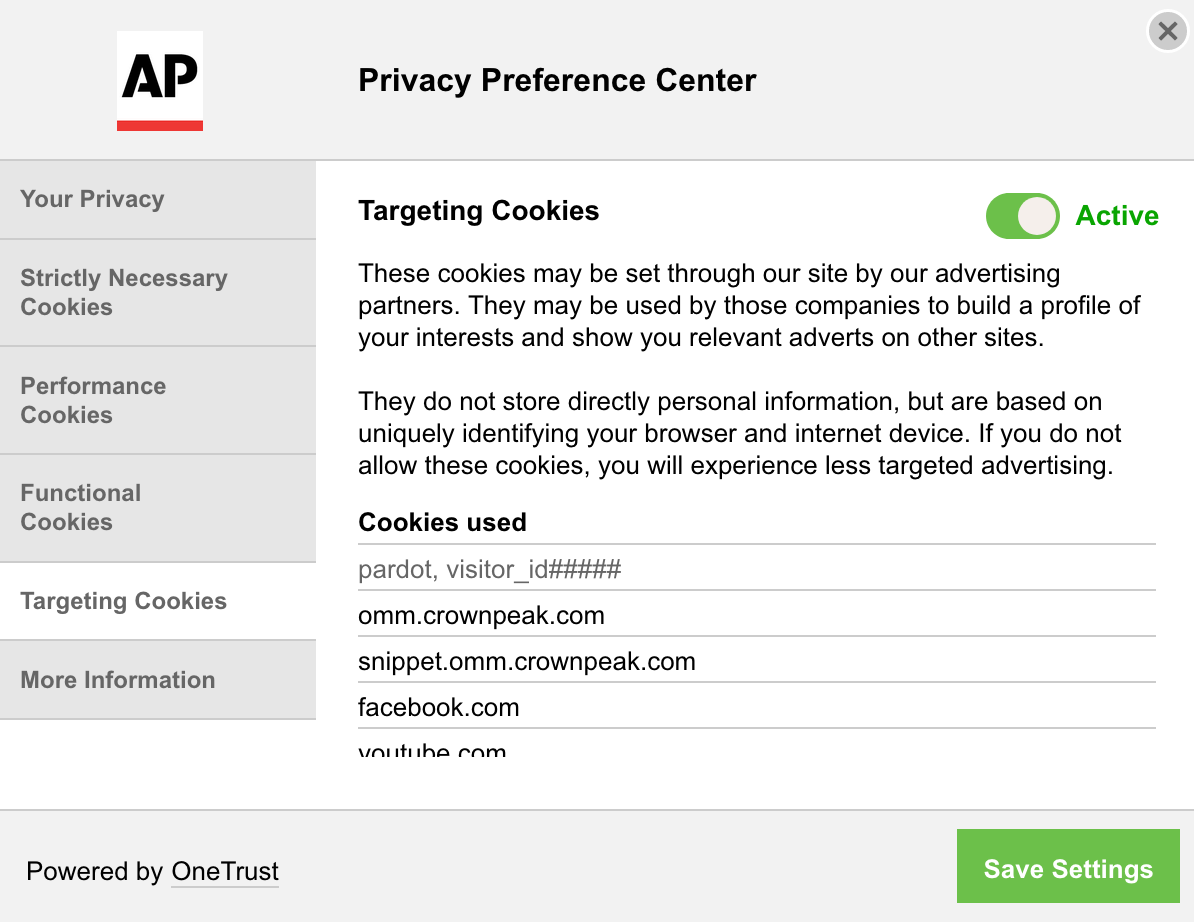 AP
Privacy Preference Center
Your Privacy
Strictly Necessary
Cookies
Performance
Cookies
Functional
Cookies
Targeting Cookies
More Information
Targeting Cookies
Active
These cookies may be set through our site by our advertising
partners. They may be used by those companies to build a profile of
your interests and show you relevant adverts on other sites.
They do not store directly personal information, but are based on
uniquely identifying your browser and internet device. If you do not
allow these cookies, you will experience less targeted advertising.
Cookies used
pardot, visitor_id#####
omm.crownpeak.com
snippet.omm.crownpeak.com
facebook.com
youtube.com
Powered by OneTrust
Save Settings